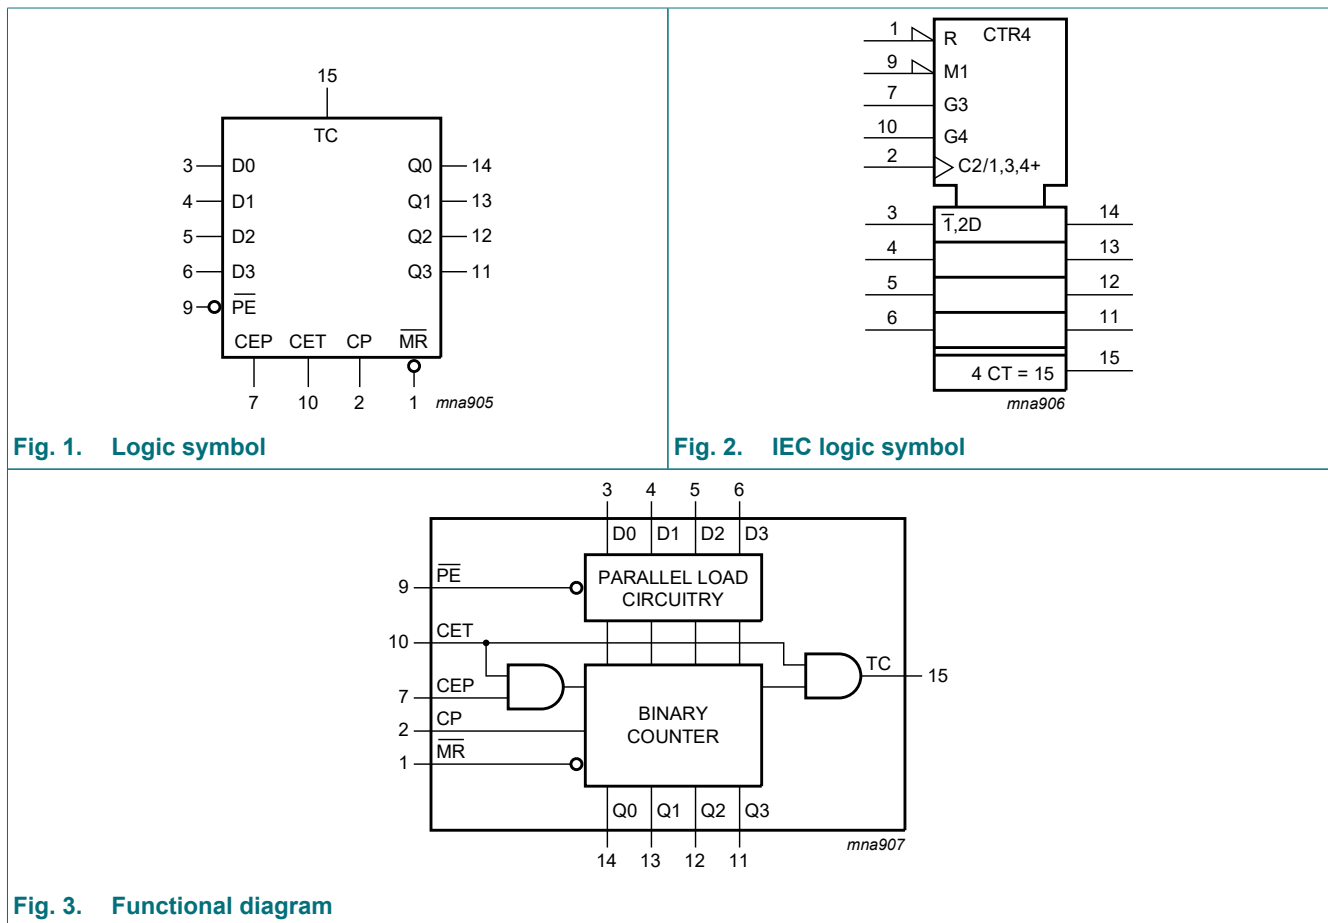 15
TC
3 D0 Q0 14
4 D1 Q1 13
5 D2 Q2 12
6 D3 Q3 11
9 P̅E̅
CEP CET CP M̅R̅
7 10 2 1 mna905
Fig. 1. Logic symbol
1 R CTR4
9 M1
7 G3
10 G4
2 C2/1,3,4+
3 1̅,2D 14
4 13
5 12
6 11
4 CT = 15 15
mna906
Fig. 2. IEC logic symbol
3 4 5 6
D0 D1 D2 D3
9 P̅E̅ PARALLEL LOAD
CIRCUITRY
10 CET
TC 15
7 CEP
2 CP BINARY
COUNTER
1 M̅R̅
Q0 Q1 Q2 Q3
mna907
14 13 12 11
Fig. 3. Functional diagram